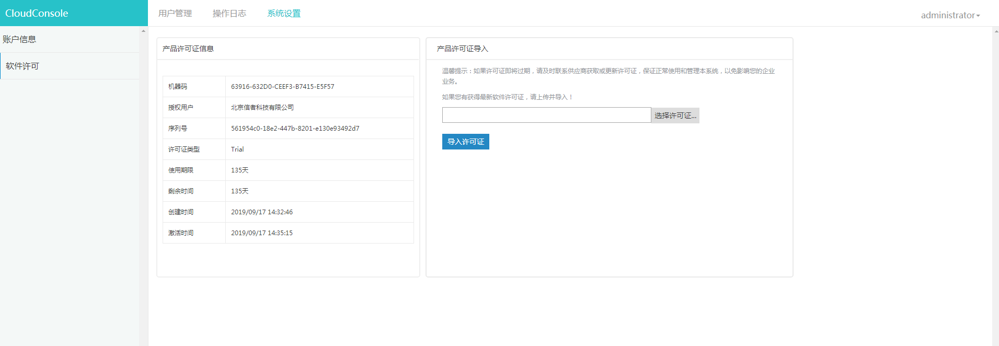 CloudConsole
用户管理 操作日志 系统设置
administrator
账户信息
软件许可
产品许可证信息
机器码 63916-632D0-CEEF3-B7415-E5F57
授权用户 北京信者科技有限公司
序列号 561954c0-18e2-447b-8201-e130e93492d7
许可证类型 Trial
使用期限 135天
剩余时间 135天
创建时间 2019/09/17 14:32:46
激活时间 2019/09/17 14:35:15
产品许可证导入
温馨提示：如果许可证即将过期，请及时联系供应商获取或更新许可证，保证正常使用和管理本系统，以免影响您的企业
业务。
如果您有获得最新软件许可证，请上传并导入！
选择许可证...
导入许可证